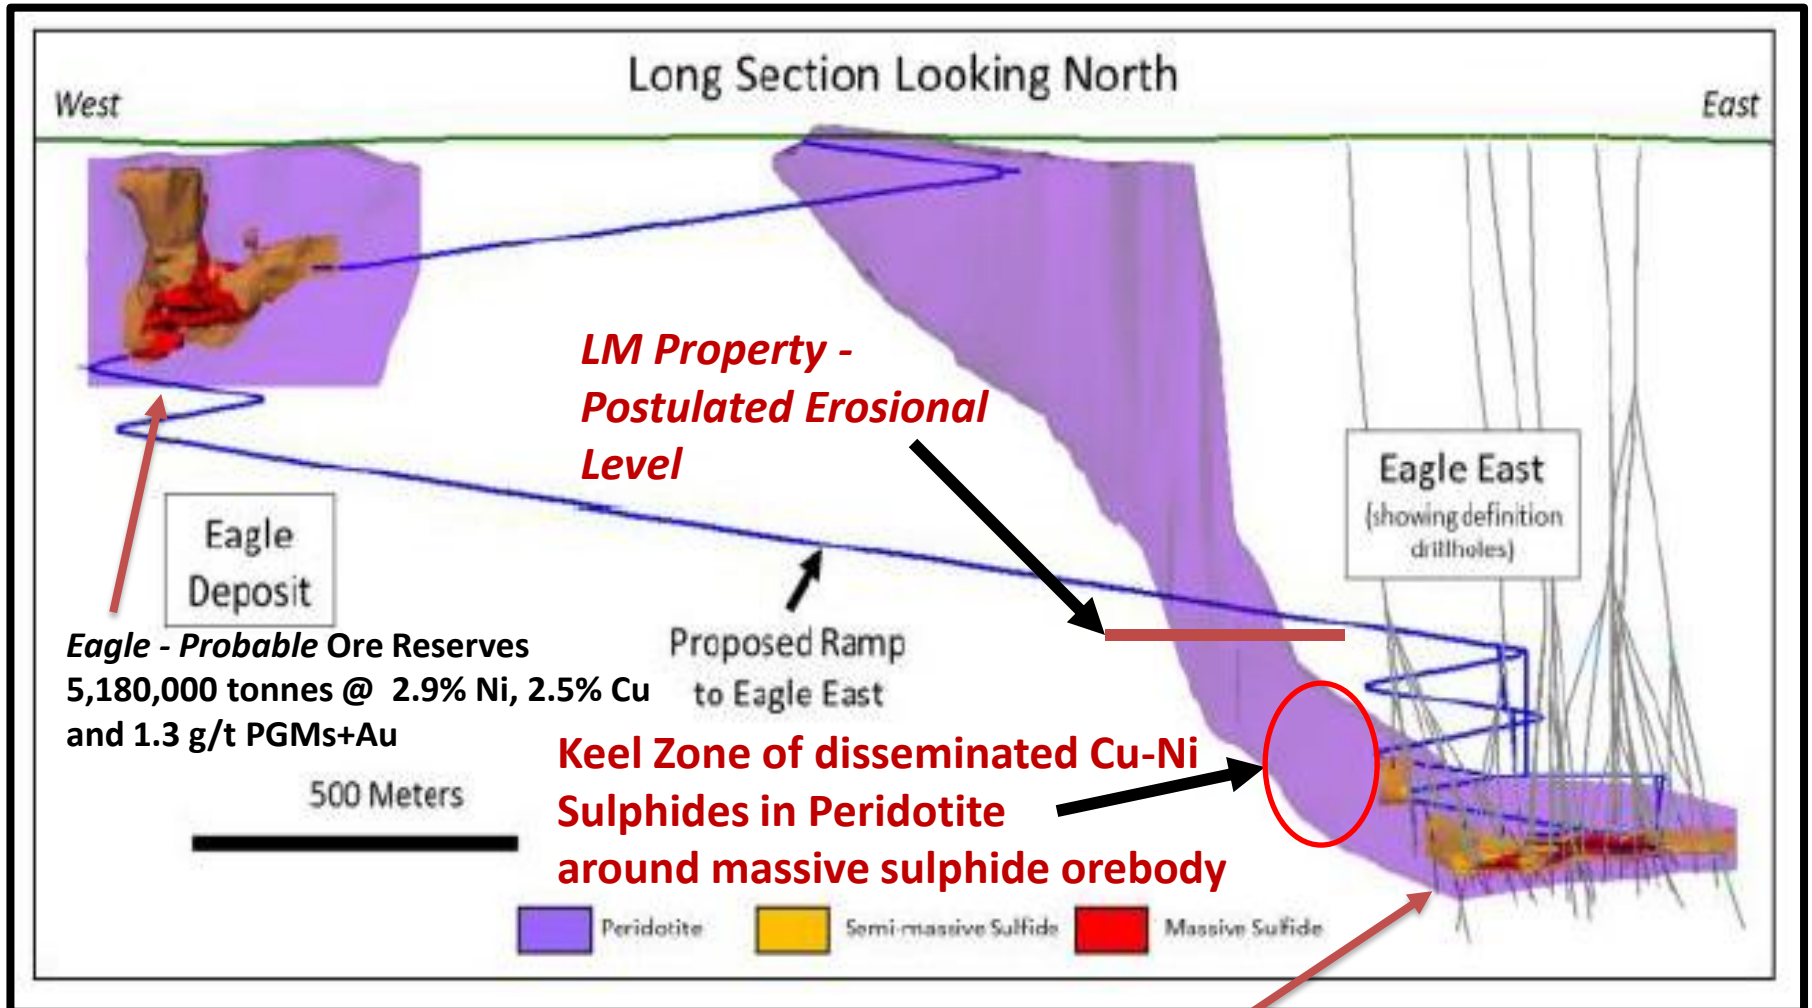 Long Section Looking North
West
East
LM Property -
Postulated Erosional
Level
Eagle East
(showing definition
drillholes)
Eagle
Deposit
Eagle - Probable Ore Reserves
5,180,000 tonnes @ 2.9% Ni, 2.5% Cu
and 1.3 g/t PGMs+Au
Proposed Ramp
to Eagle East
Keel Zone of disseminated Cu-Ni
Sulphides in Peridotite
around massive sulphide orebody
500 Meters
Peridotite
Semi-massive Sulfide
Massive Sulfide